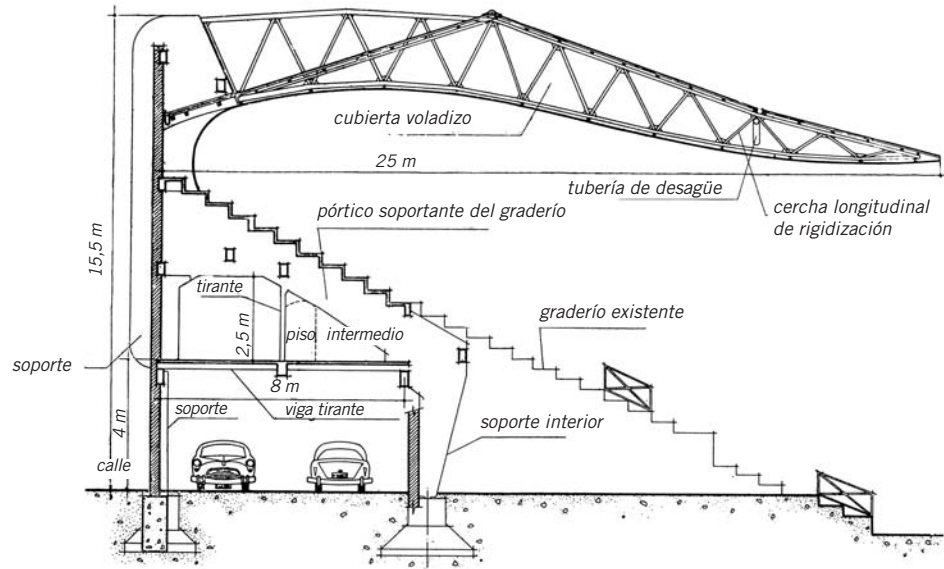 cubierta voladizo
25 m
tubería de desagüe
cercha longitudinal
de rigidización
pórtico soportante del graderío
15,5 m
tirante
2,5 m
piso intermedio
graderío existente
soporte
8 m
soporte
viga tirante
soporte interior
4 m
calle